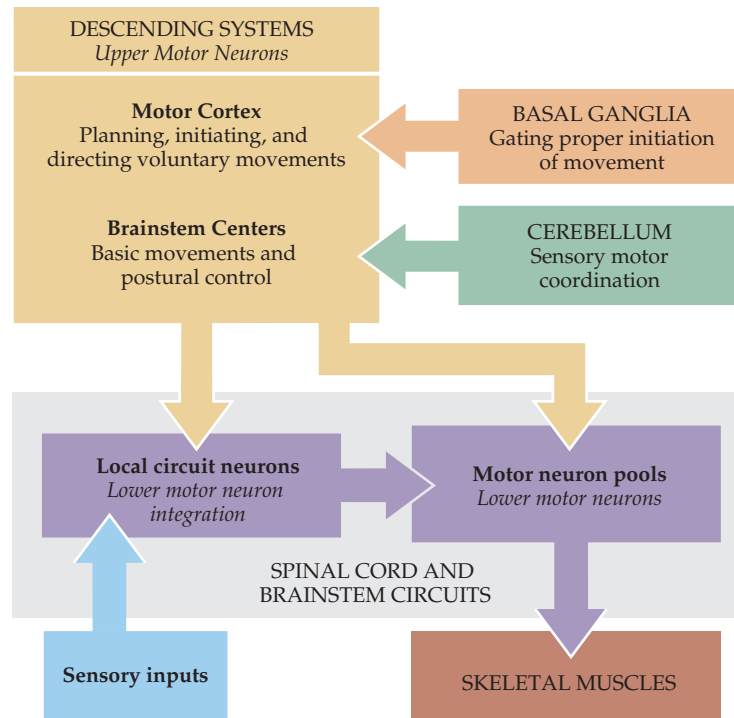 DESCENDING SYSTEMS
Upper Motor Neurons
Motor Cortex
Planning, initiating, and
directing voluntary movements
BASAL GANGLIA
Gating proper initiation
of movement
Brainstem Centers
Basic movements and
postural control
CEREBELLUM
Sensory motor
coordination
Local circuit neurons
Lower motor neuron
integration
Motor neuron pools
Lower motor neurons
SPINAL CORD AND
BRAINSTEM CIRCUITS
Sensory inputs
SKELETAL MUSCLES